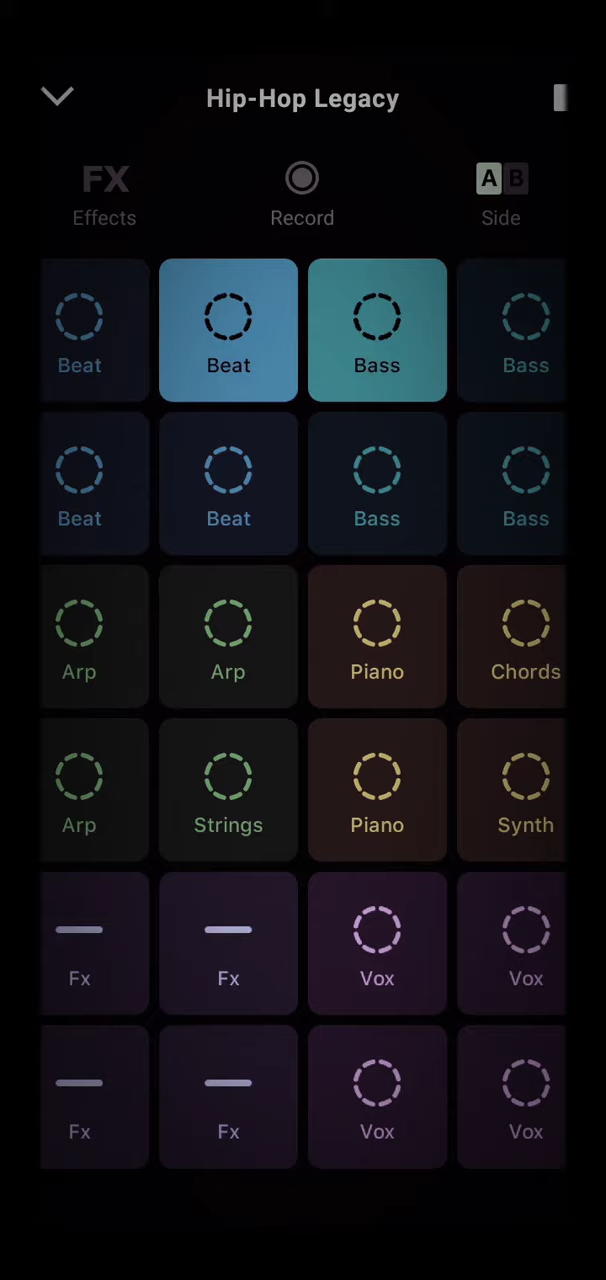 Hip-Hop Legacy
FX
A B
Effects
Record
Side
Beat
Beat
Bass
Bass
Beat
Beat
Bass
Bass
Arp
Arp
Piano
Chords
Arp
Strings
Piano
Synth
Fx
Fx
Vox
Vox
Fx
Fx
Vox
Vox